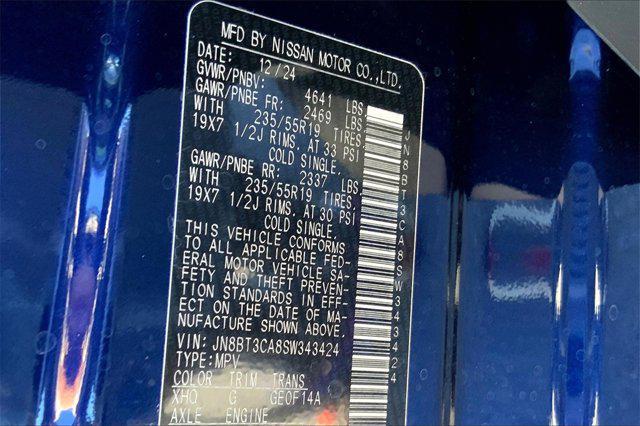 MFD BY NISSAN MOTOR CO.,LTD.
DATE: 12/24
GVWR/PNBV: 4641 LBS
GAWR/PNBE FR: 2469 LBS
WITH 235/55R19 TIRES,
19X7 1/2J RIMS, AT 33 PSI
COLD SINGLE.
GAWR/PNBE RR: 2337 LBS
WITH 235/55R19 TIRES,
19X7 1/2J RIMS, AT 30 PSI
COLD SINGLE.
THIS VEHICLE CONFORMS
TO ALL APPLICABLE FED-
ERAL MOTOR VEHICLE SA-
FETY AND THEFT PREVEN-
TION STANDARDS IN EFF-
ECT ON THE DATE OF MA-
NUFACTURE SHOWN ABOVE.
VIN: JN8BT3CA8SW343424
TYPE:MPV
COLOR TRIM TRANS
XHQ G GE0F14A
AXLE ENGINE
JN8BT3CA8SW343424